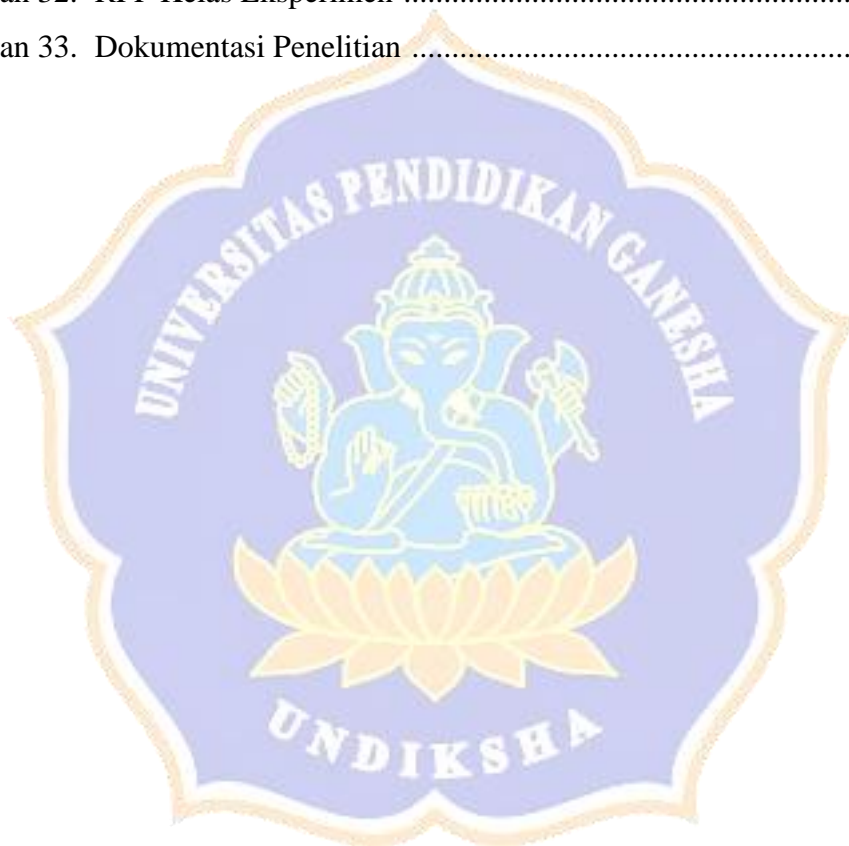 an 32. RPP Kelas Eksperimen ........................................................
an 33. Dokumentasi Penelitian ........................................................
UNIVERSITAS PENDIDIKAN GANESHA
UNDIKSHA